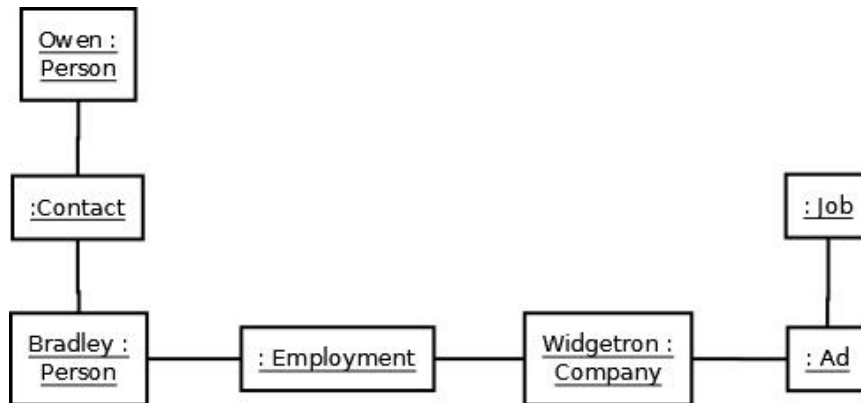 Owen :
Person
:Contact
: Job
Bradley :
Person
: Employment
Widgetron :
Company
: Ad